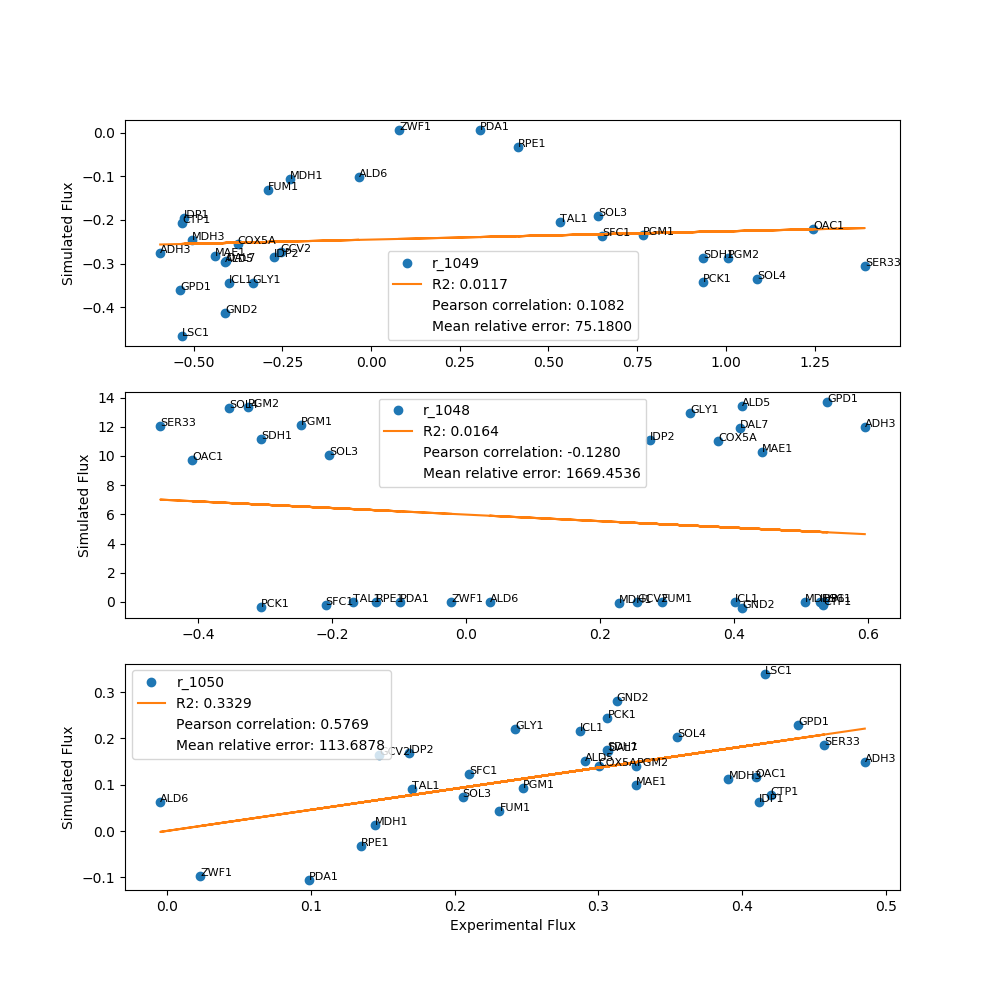 Simulated Flux
0.0
−0.1
−0.2
−0.3
−0.4
ZWF1
PDA1
RPE1
MDH1
ALD6
FUM1
IDP1
CTP1
TAL1
SOL3
OAC1
MDH3
COX5A
SFC1
PGM1
ADH3
MAE1
GCV2
IDP2
DAL7
SDH1
PGM2
SER33
ICL1
GLY1
PCK1
SOL4
GPD1
GND2
LSC1
r_1049
R2: 0.0117
Pearson correlation: 0.1082
Mean relative error: 75.1800
−0.50 −0.25 0.00 0.25 0.50 0.75 1.00 1.25
Simulated Flux
14
12
10
8
6
4
2
0
SER33
SOL4
PGM2
SDH1
PGM1
OAC1
SOL3
r_1048
R2: 0.0164
Pearson correlation: -0.1280
Mean relative error: 1669.4536
IDP2
GLY1
ALD5
GPD1
DAL7
COX5A
ADH3
MAE1
PCK1
SFC1
TAL1
RPE1
PDA1
ZWF1
ALD6
MDH1
GCV2
FUM1
ICL1
GND2
MDH3
CTP1
−0.4 −0.2 0.0 0.2 0.4 0.6
Simulated Flux
0.3
0.2
0.1
0.0
−0.1
r_1050
R2: 0.3329
Pearson correlation: 0.5769
Mean relative error: 113.6878
LSC1
GND2
PCK1
GLY1
ICL1
GPD1
SOL4
SER33
GCV2
IDP2
SDH1
DAL7
ALD5
COX5A
PGM2
ADH3
SFC1
MDH3
OAC1
TAL1
PGM1
MAE1
SOL3
CTP1
IDP1
ALD6
FUM1
MDH1
RPE1
ZWF1
PDA1
0.0 0.1 0.2 0.3 0.4 0.5
Experimental Flux